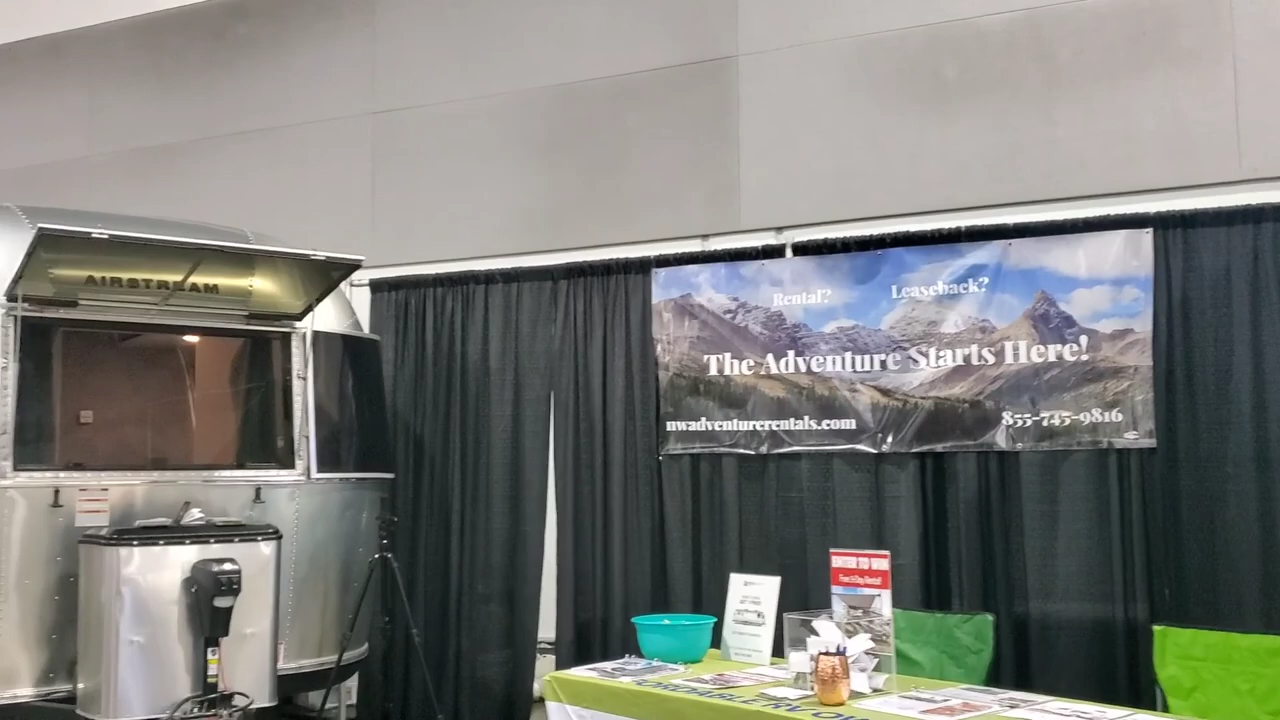 AIRSTREAM
Rental? Leaseback?
The Adventure Starts Here!
nwadventurerentals.com 855-745-9816
ENTER TO WIN